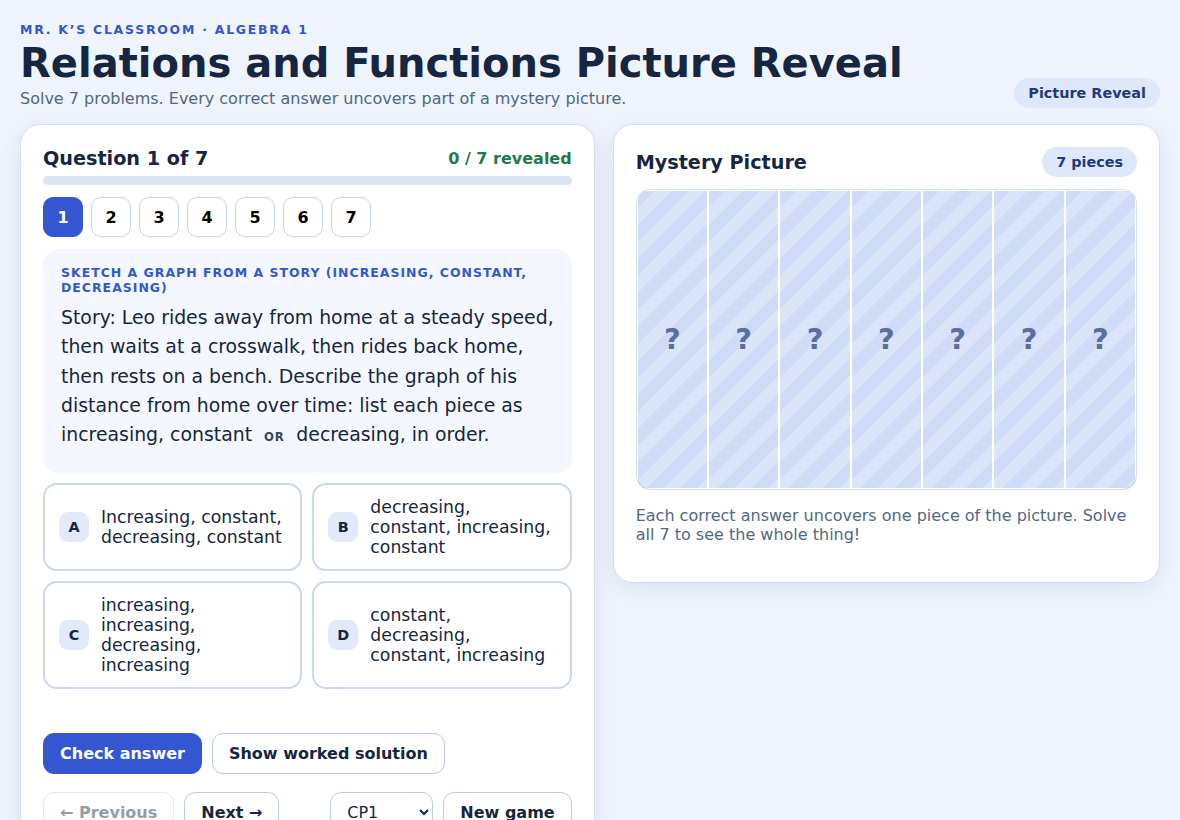 MR. K’S CLASSROOM · ALGEBRA 1
Relations and Functions Picture Reveal
Solve 7 problems. Every correct answer uncovers part of a mystery picture.
Picture Reveal
Question 1 of 7
0 / 7 revealed
1 2 3 4 5 6 7
SKETCH A GRAPH FROM A STORY (INCREASING, CONSTANT,
DECREASING)
Story: Leo rides away from home at a steady speed,
then waits at a crosswalk, then rides back home,
then rests on a bench. Describe the graph of his
distance from home over time: list each piece as
increasing, constant OR decreasing, in order.
A
Increasing, constant,
decreasing, constant
B
decreasing,
constant, increasing,
constant
C
increasing,
increasing,
decreasing,
increasing
D
constant,
decreasing,
constant, increasing
Check answer
Show worked solution
← Previous
Next →
CP1
New game
Mystery Picture
7 pieces
? ? ? ? ? ? ?
Each correct answer uncovers one piece of the picture. Solve
all 7 to see the whole thing!